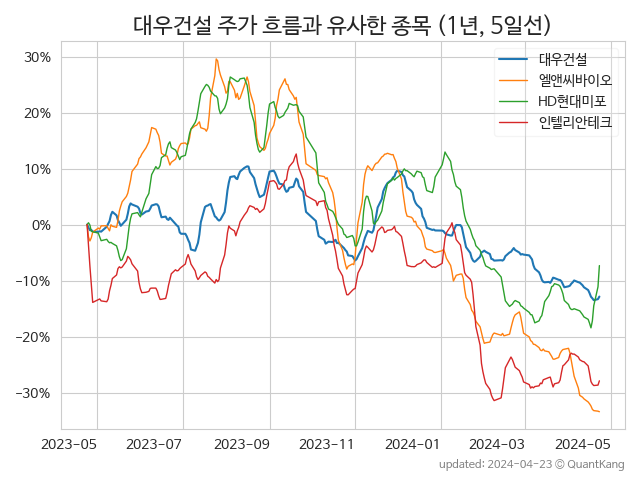 대우건설 주가 흐름과 유사한 종목 (1년, 5일선)
대우건설
엘앤씨바이오
HD현대미포
인텔리안테크
30%
20%
10%
0%
−10%
−20%
−30%
2023-05 2023-07 2023-09 2023-11 2024-01 2024-03 2024-05
updated: 2024-04-23 © QuantKang